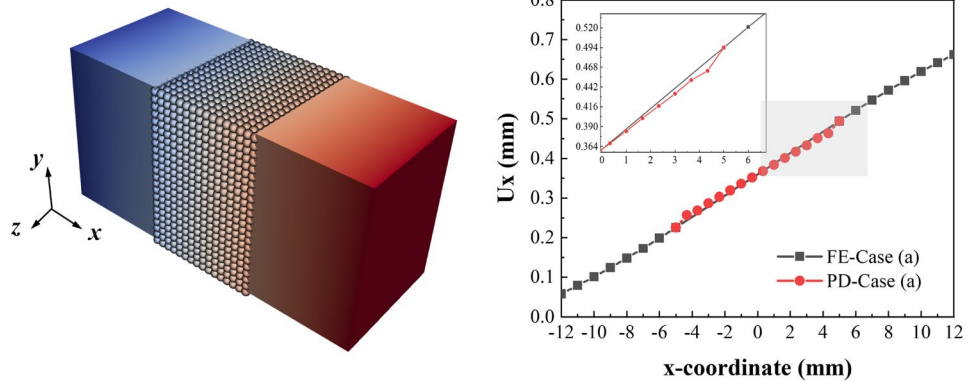 y
z
x
Ux (mm)
0.8
0.7
0.6
0.5
0.4
0.3
0.2
0.1
0.0
0.520
0.494
0.468
0.442
0.416
0.390
0.364
0 1 2 3 4 5 6
FE-Case (a)
PD-Case (a)
-12 -10 -8 -6 -4 -2 0 2 4 6 8 10 12
x-coordinate (mm)